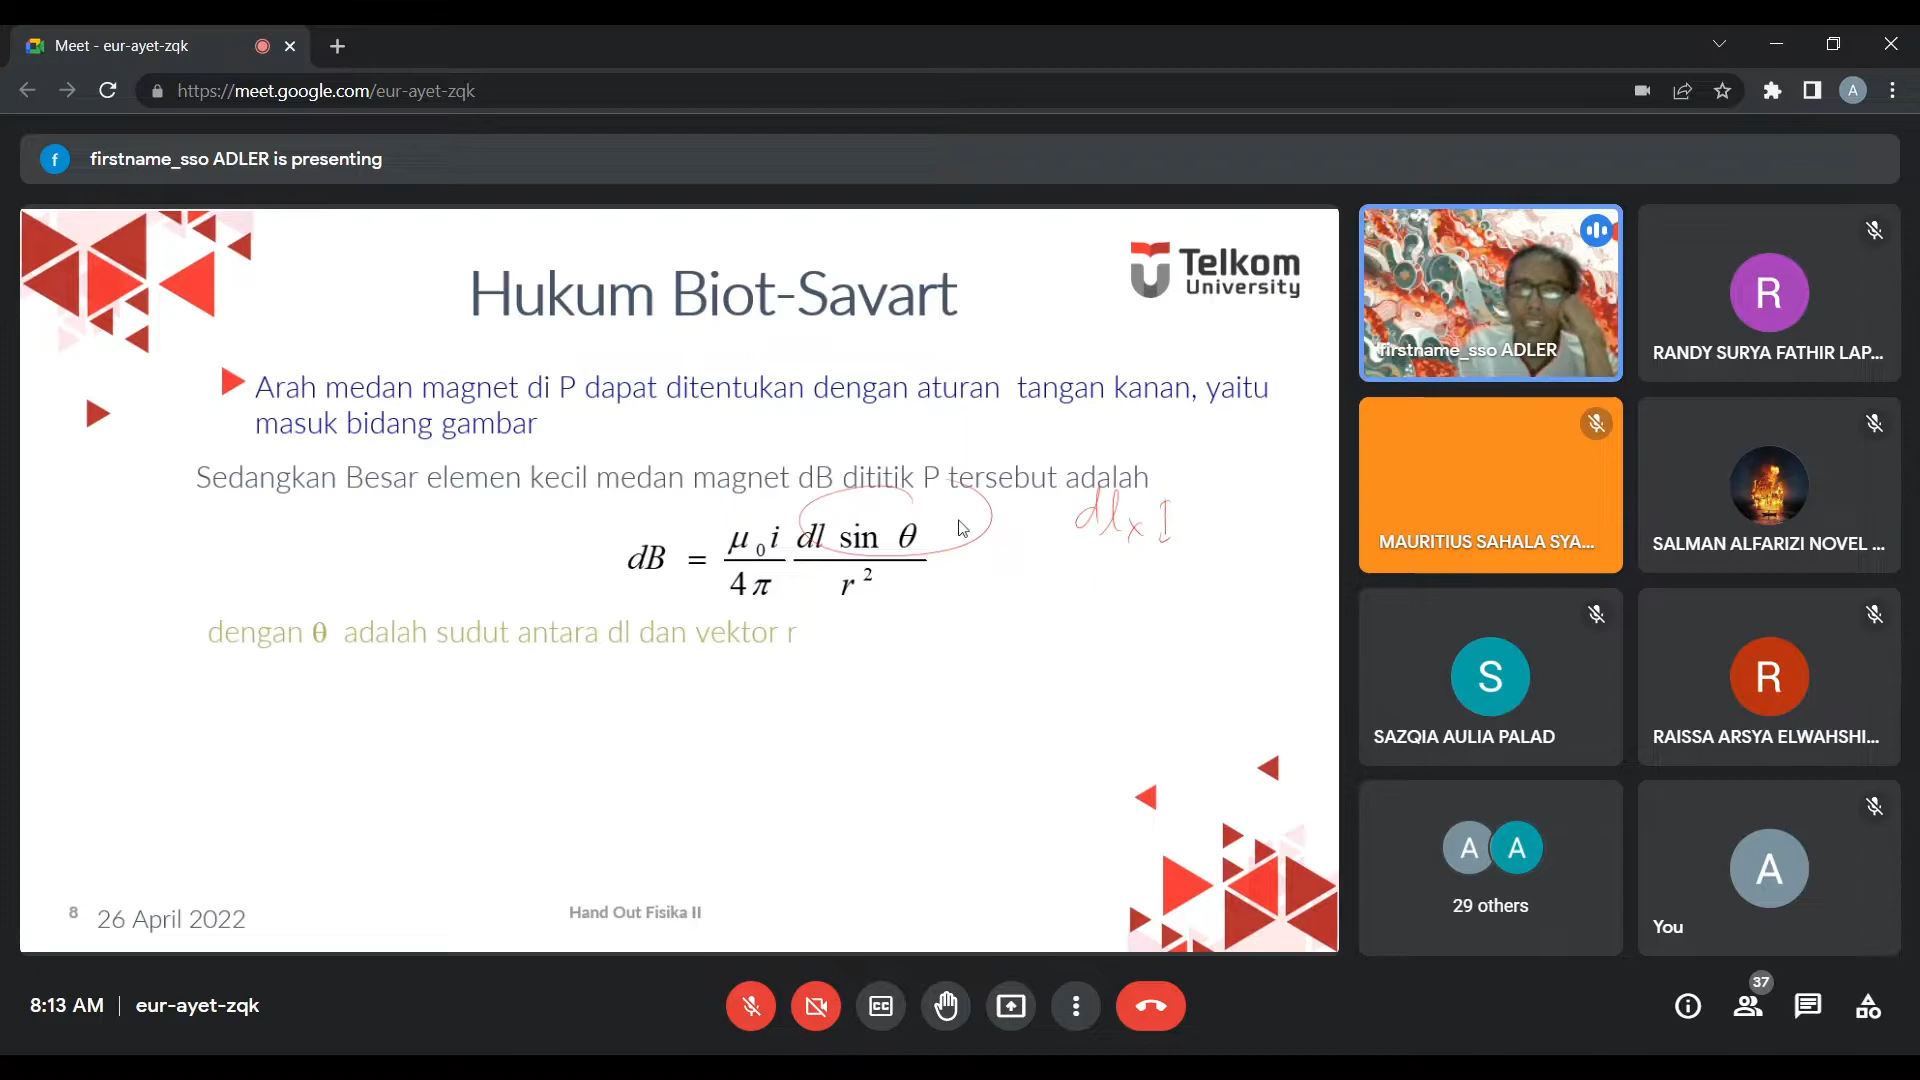 Meet - eur-ayet-zqk
https://meet.google.com/eur-ayet-zqk
A
f
firstname_sso ADLER is presenting
Telkom
University
Hukum Biot-Savart
Arah medan magnet di P dapat ditentukan dengan aturan tangan kanan, yaitu
masuk bidang gambar
Sedangkan Besar elemen kecil medan magnet dB dititik P tersebut adalah
dB = μ₀ i / 4π dl sin θ / r²
dl x
dengan θ adalah sudut antara dl dan vektor r
8
26 April 2022
Hand Out Fisika II
firstname_sso ADLER
R
RANDY SURYA FATHIR LAP...
MAURITIUS SAHALA SYA...
SALMAN ALFARIZI NOVEL ...
S
SAZQIA AULIA PALAD
R
RAISSA ARSYA ELWAHSHI...
A
A
29 others
A
You
8:13 AM
eur-ayet-zqk
CC
37